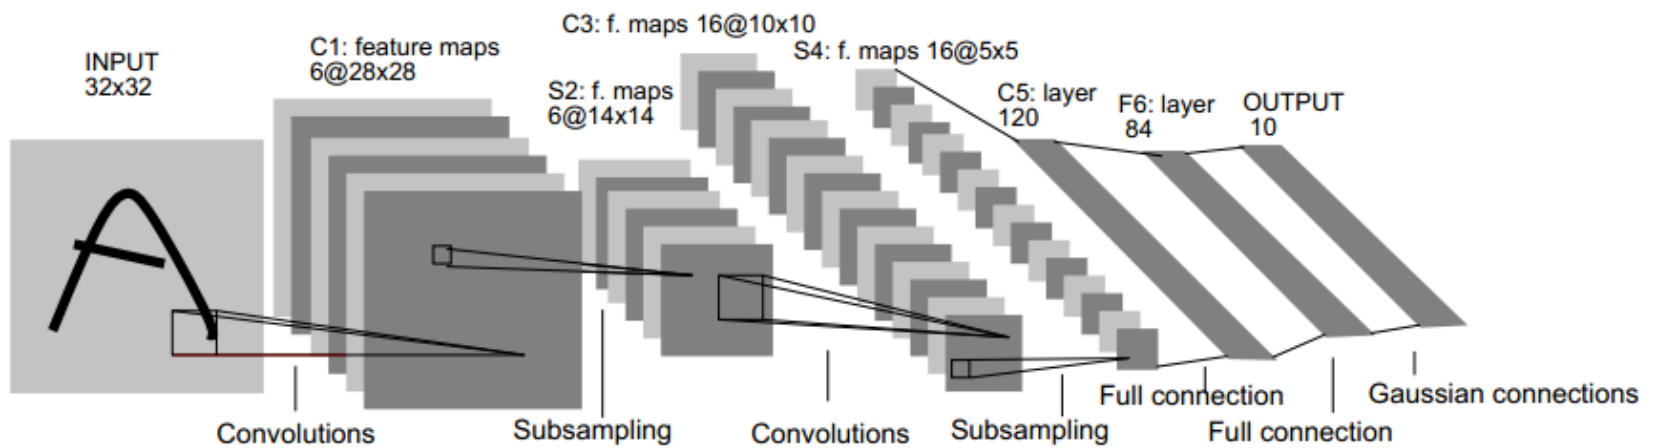 INPUT
32x32
C1: feature maps
6@28x28
S2: f. maps
6@14x14
C3: f. maps 16@10x10
S4: f. maps 16@5x5
C5: layer
120
F6: layer
84
OUTPUT
10
Convolutions
Subsampling
Convolutions
Subsampling
Full connection
Full connection
Gaussian connections